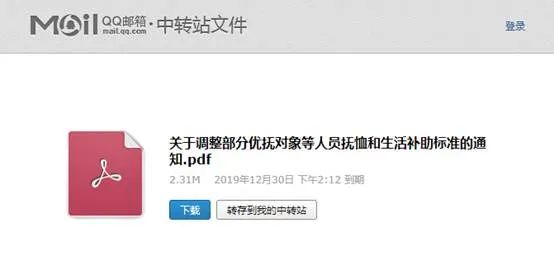 Mail QQ邮箱 mail.qq.com · 中转站文件
登录
关于调整部分优抚对象等人员抚恤和生活补助标准的通
知.pdf
2.31M 2019年12月30日 下午2:12 到期
下载 转存到我的中转站